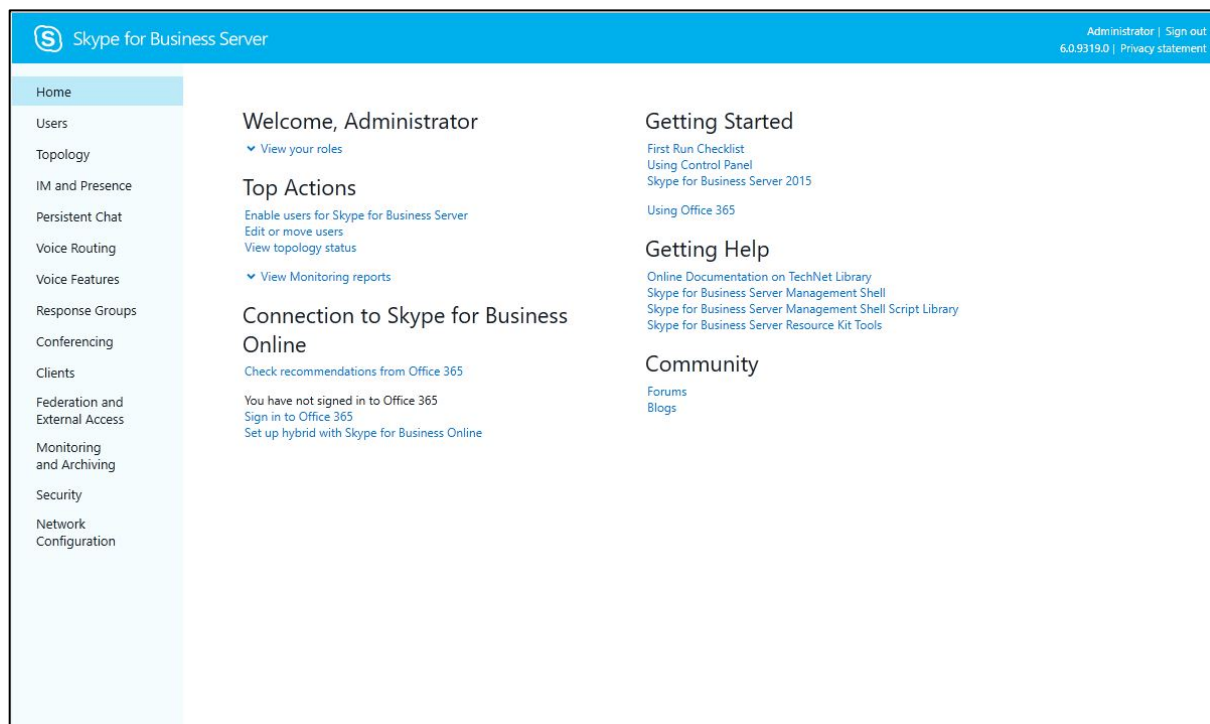 S Skype for Business Server
Administrator | Sign out
6.0.9319.0 | Privacy statement
Home
Users
Topology
IM and Presence
Persistent Chat
Voice Routing
Voice Features
Response Groups
Conferencing
Clients
Federation and
External Access
Monitoring
and Archiving
Security
Network
Configuration
Welcome, Administrator
View your roles
Top Actions
Enable users for Skype for Business Server
Edit or move users
View topology status
View Monitoring reports
Connection to Skype for Business
Online
Check recommendations from Office 365
You have not signed in to Office 365
Sign in to Office 365
Set up hybrid with Skype for Business Online
Getting Started
First Run Checklist
Using Control Panel
Skype for Business Server 2015
Using Office 365
Getting Help
Online Documentation on TechNet Library
Skype for Business Server Management Shell
Skype for Business Server Management Shell Script Library
Skype for Business Server Resource Kit Tools
Community
Forums
Blogs